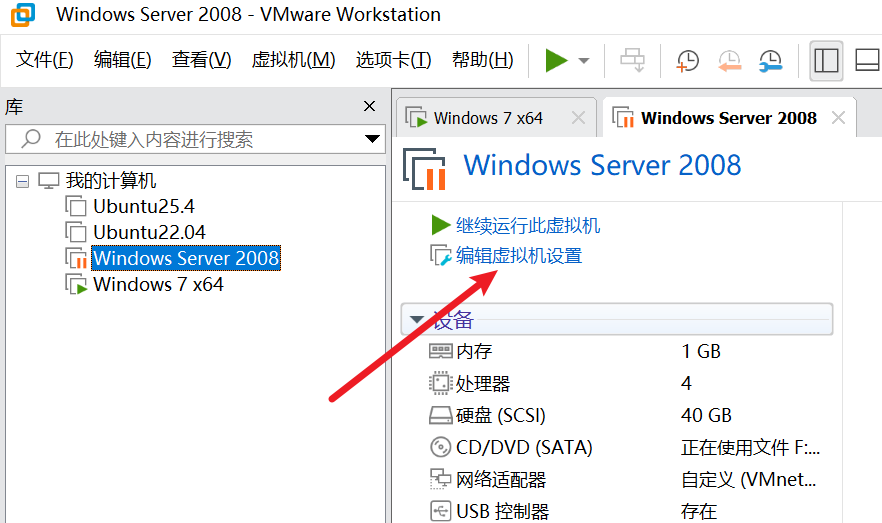 Windows Server 2008 - VMware Workstation
文件(F) 编辑(E) 查看(V) 虚拟机(M) 选项卡(T) 帮助(H)
库
在此处键入内容进行搜索
我的计算机
Ubuntu25.4
Ubuntu22.04
Windows Server 2008
Windows 7 x64
Windows 7 x64 Windows Server 2008
Windows Server 2008
继续运行此虚拟机
编辑虚拟机设置
设备
内存 1 GB
处理器 4
硬盘 (SCSI) 40 GB
CD/DVD (SATA) 正在使用文件 F:...
网络适配器 自定义 (VMnet...
USB 控制器 存在